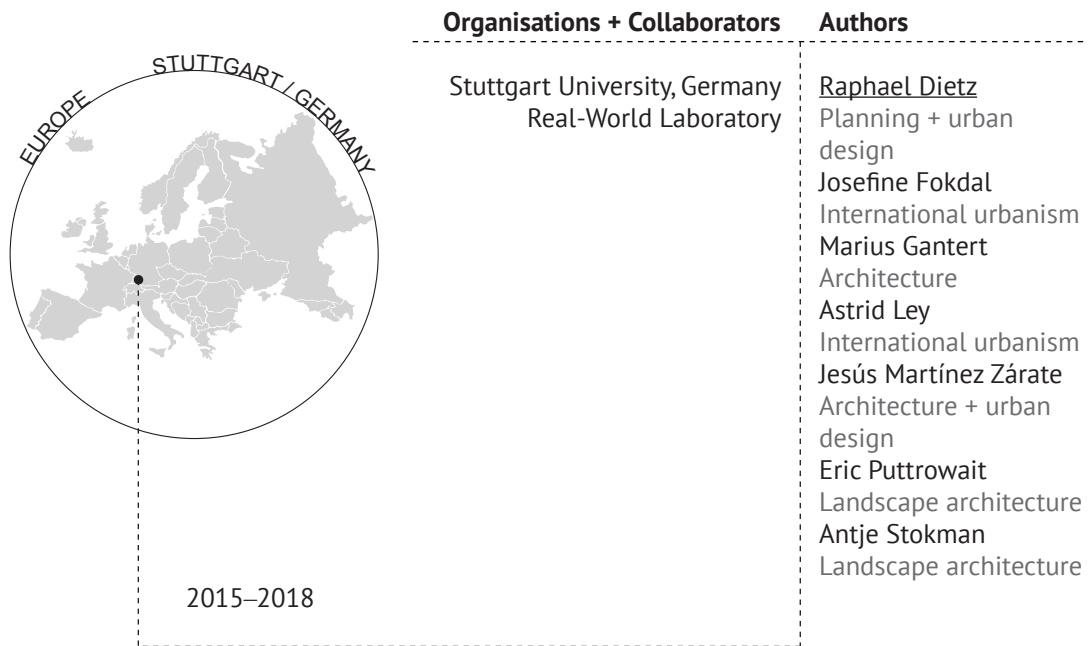 EUROPE
STUTTGART / GERMANY
2015–2018
Organisations + Collaborators
Stuttgart University, Germany
Real-World Laboratory
Authors
Raphael Dietz
Planning + urban
design
Josefine Fokdal
International urbanism
Marius Gantert
Architecture
Astrid Ley
International urbanism
Jesús Martínez Zárate
Architecture + urban
design
Eric Puttrowait
Landscape architecture
Antje Stokman
Landscape architecture